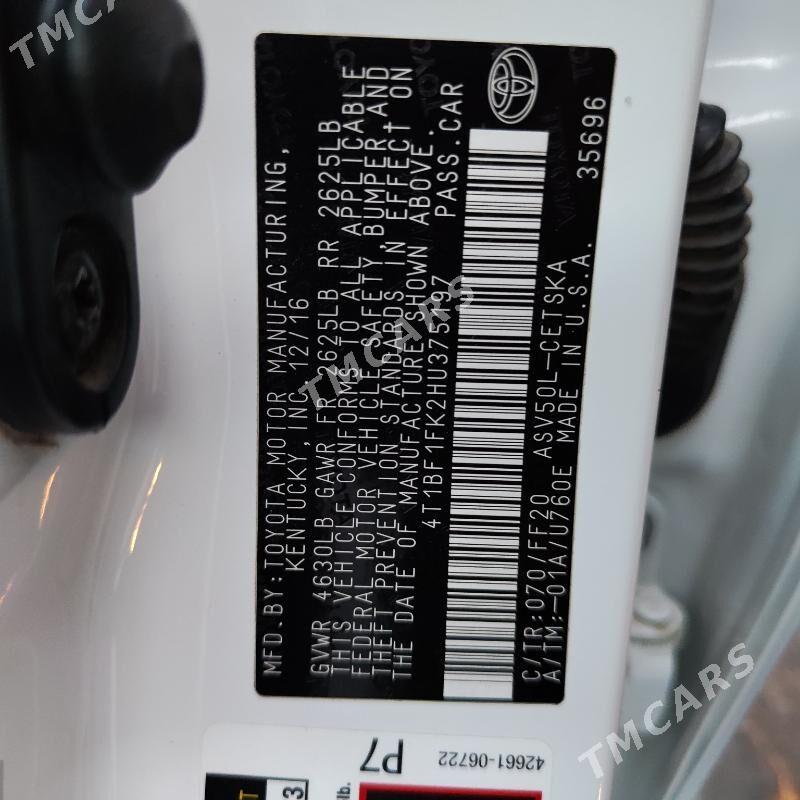 MFD.BY:TOYOTA MOTOR MANUFACTURING,
KENTUCKY, INC. 12/16
GVWR 4630LB GAWR FR 2625LB RR 2625LB
THIS VEHICLE CONFORMS TO ALL APPLICABLE
FEDERAL MOTOR VEHICLE SAFETY, BUMPER AND
THEFT PREVENTION STANDARDS IN EFFECT ON
THE DATE OF MANUFACTURE SHOWN ABOVE.
PASS.CAR
C/TR:070/FF20 ASV50L-CETSKA
A/TM:-01A/U760E MADE IN U.S.A. 35696
42661-06722
P7
TMCARS
TMCARS
TMCARS
TMCARS